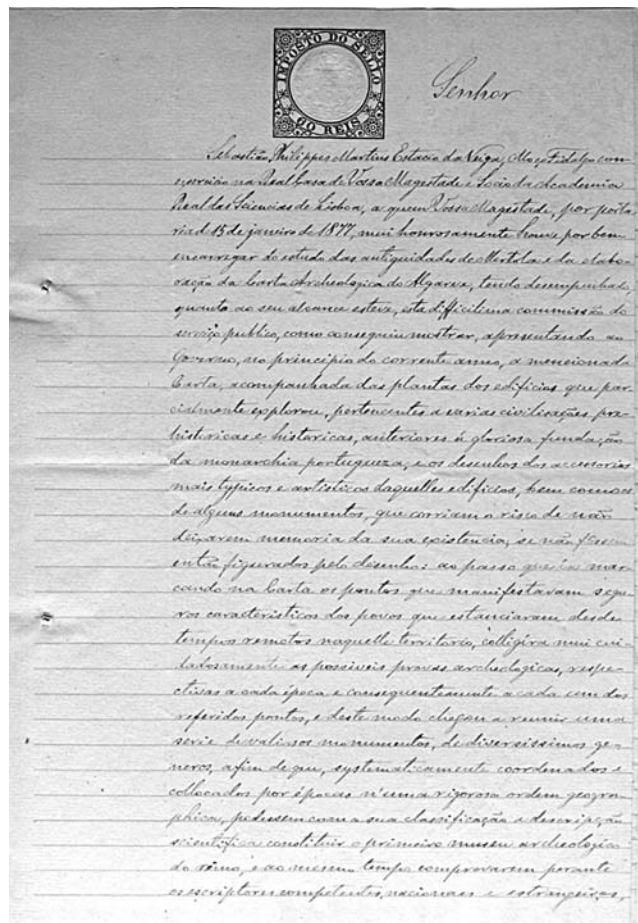 IMPOSTO DO SELLO
60 REIS
Senhor
Sebastião Philippes Martins Estacio da Veiga, Moço Fidalgo com
exercicio na Real Casa de Vossa Magestade e Socio da Academia
Real das Sciencias de Lisboa, a quem Vossa Magestade, por porta
ria de 15 de janeiro de 1877, mui honrosamente houve por bem
encarregar do estudo das antiguidades de Mertola e da elabo-
ração da Carta Archeologica do Algarve, tendo desempenhado,
quanto ao seu alcance esteve, esta difficilima commissão do
serviço publico, como conseguiu mostrar, apresentando ao
Governo, no principio do corrente anno, a mencionada
Carta, acompanhada das plantas dos edificios que par-
cialmente explorou, pertencentes a varias civilisações pre-
historicas e historicas, anteriores á gloriosa fundação
da monarchia portugueza, e os desenhos dos accessorios
mais typicos e artisticos daquelles edificios, bem como os
de alguns monumentos, que corriam o risco de não
deixarem memoria da sua existencia, se não fossem
então figurados pelo desenho: ao passo que ia mar-
cando na Carta os pontos que manifestavam segu-
ros caracteristicos dos povos que estanciaram desde
tempos remotos naquelle territorio, colligira mui cui-
dadosamente as possiveis provas archeologicas, respe-
ctivas a cada época e consequentemente a cada um dos
referidos pontos, e deste modo chegou a reunir uma
serie de valiosos monumentos, de diversissimos ge-
neros, afim de que, systematicamente coordenados e
collocados por épocas n'uma rigorosa ordem geogra-
phica, podessem com a sua classificação e descripção
scientifica constituir o primeiro museu archeologico
do reino, e ao mesmo tempo comprovarem perante
os escriptores competentes, nacionaes e estrangeiros,